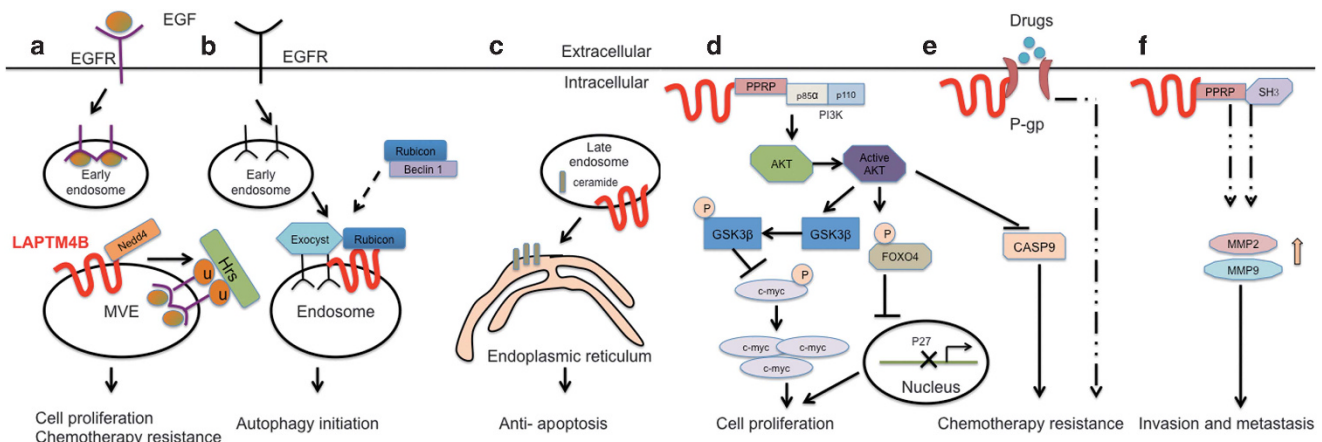 a
EGF
EGFR
Early
endosome
LAPTM4B
Nedd4
Hrs
u
u
MVE
Cell proliferation
Chemotherapy resistance
b
EGFR
Early
endosome
Rubicon
Beclin 1
Exocyst
Rubicon
Endosome
Autophagy initiation
c
Extracellular
Intracellular
Late
endosome
ceramide
Endoplasmic reticulum
Anti- apoptosis
d
PPRP
p85α
p110
PI3K
AKT
Active
AKT
P
GSK3β
GSK3β
P
FOXO4
CASP9
P
c-myc
c-myc
c-myc
c-myc
P27
Nucleus
Cell proliferation
e
Drugs
P-gp
Chemotherapy resistance
f
PPRP
SH3
MMP2
MMP9
Invasion and metastasis